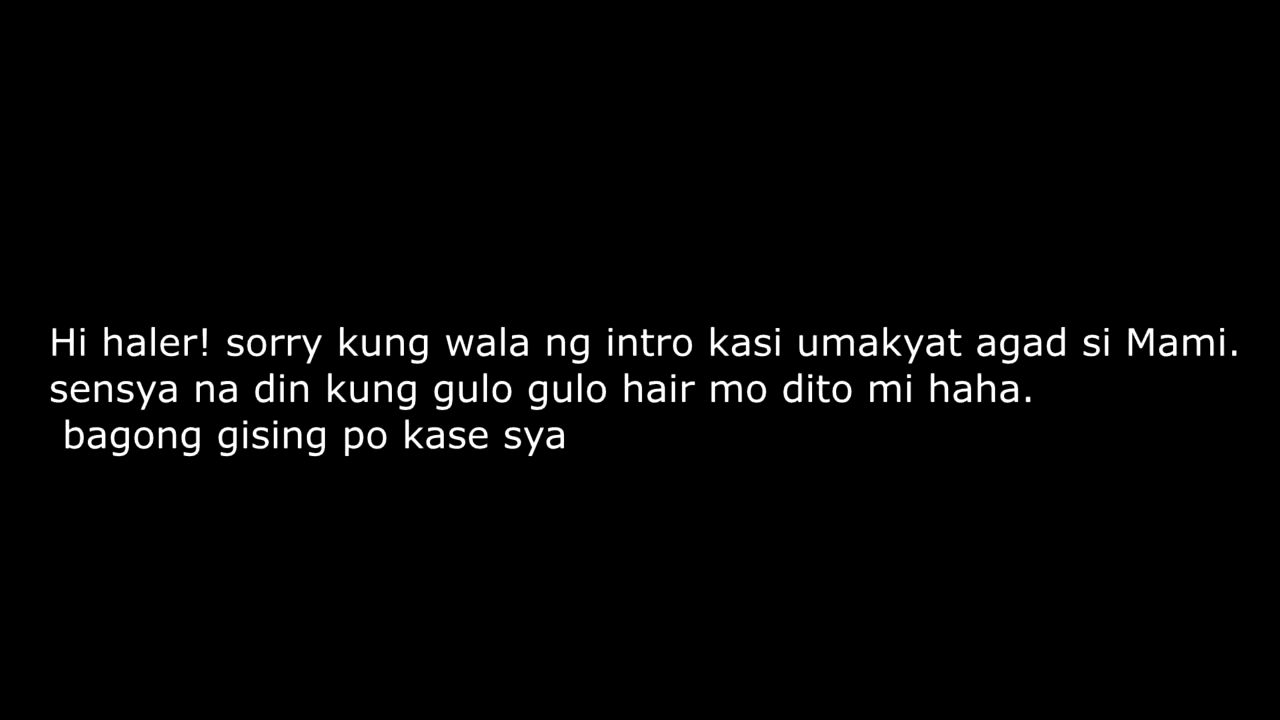 Hi haler! sorry kung wala ng intro kasi umakyat agad si Mami.
sensya na din kung gulo gulo hair mo dito mi haha.
bagong gising po kase sya